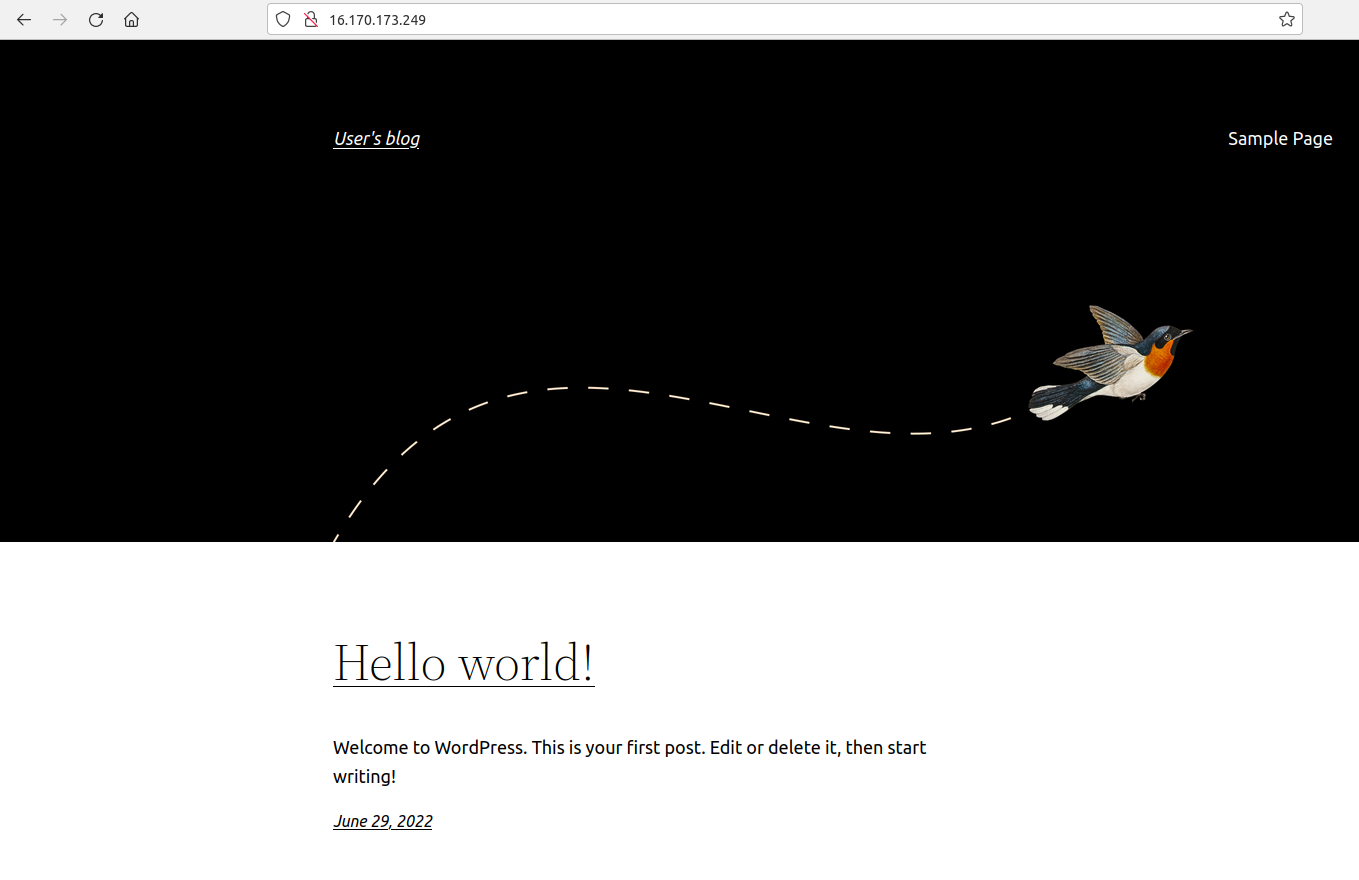 16.170.173.249
User's blog
Sample Page
Hello world!
Welcome to WordPress. This is your first post. Edit or delete it, then start
writing!
June 29, 2022